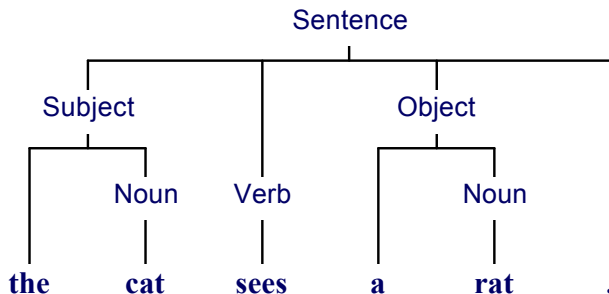 Sentence
Subject Object
Noun Verb Noun
the cat sees a rat .